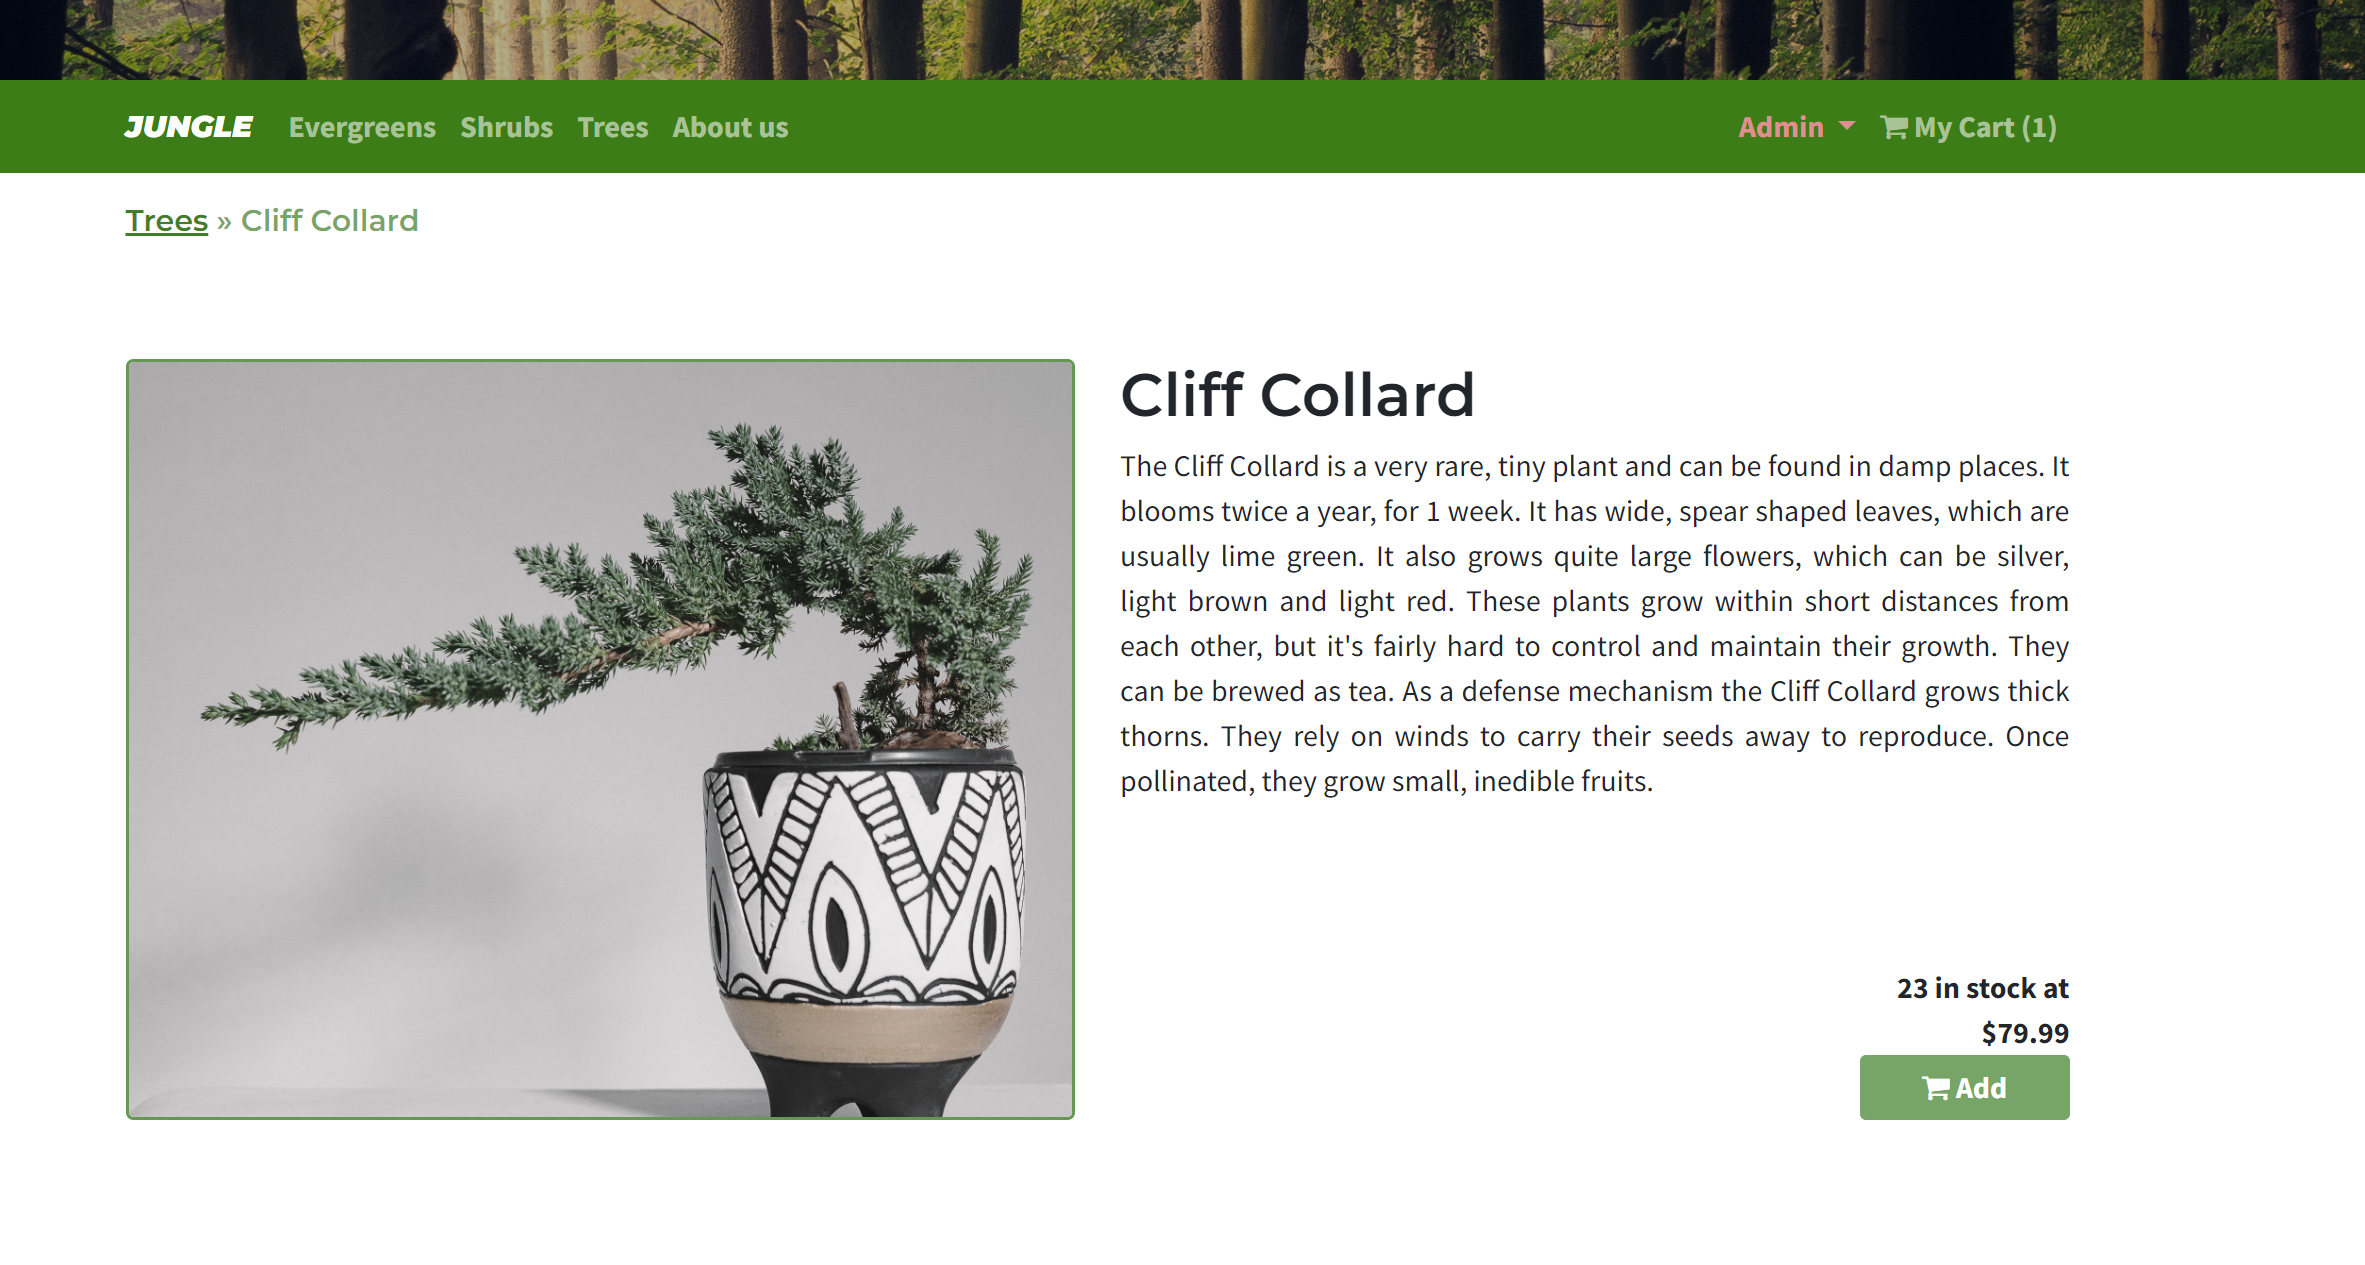 JUNGLE Evergreens Shrubs Trees About us Admin My Cart (1)
Trees » Cliff Collard
Cliff Collard
The Cliff Collard is a very rare, tiny plant and can be found in damp places. It
blooms twice a year, for 1 week. It has wide, spear shaped leaves, which are
usually lime green. It also grows quite large flowers, which can be silver,
light brown and light red. These plants grow within short distances from
each other, but it's fairly hard to control and maintain their growth. They
can be brewed as tea. As a defense mechanism the Cliff Collard grows thick
thorns. They rely on winds to carry their seeds away to reproduce. Once
pollinated, they grow small, inedible fruits.
23 in stock at
$79.99
Add